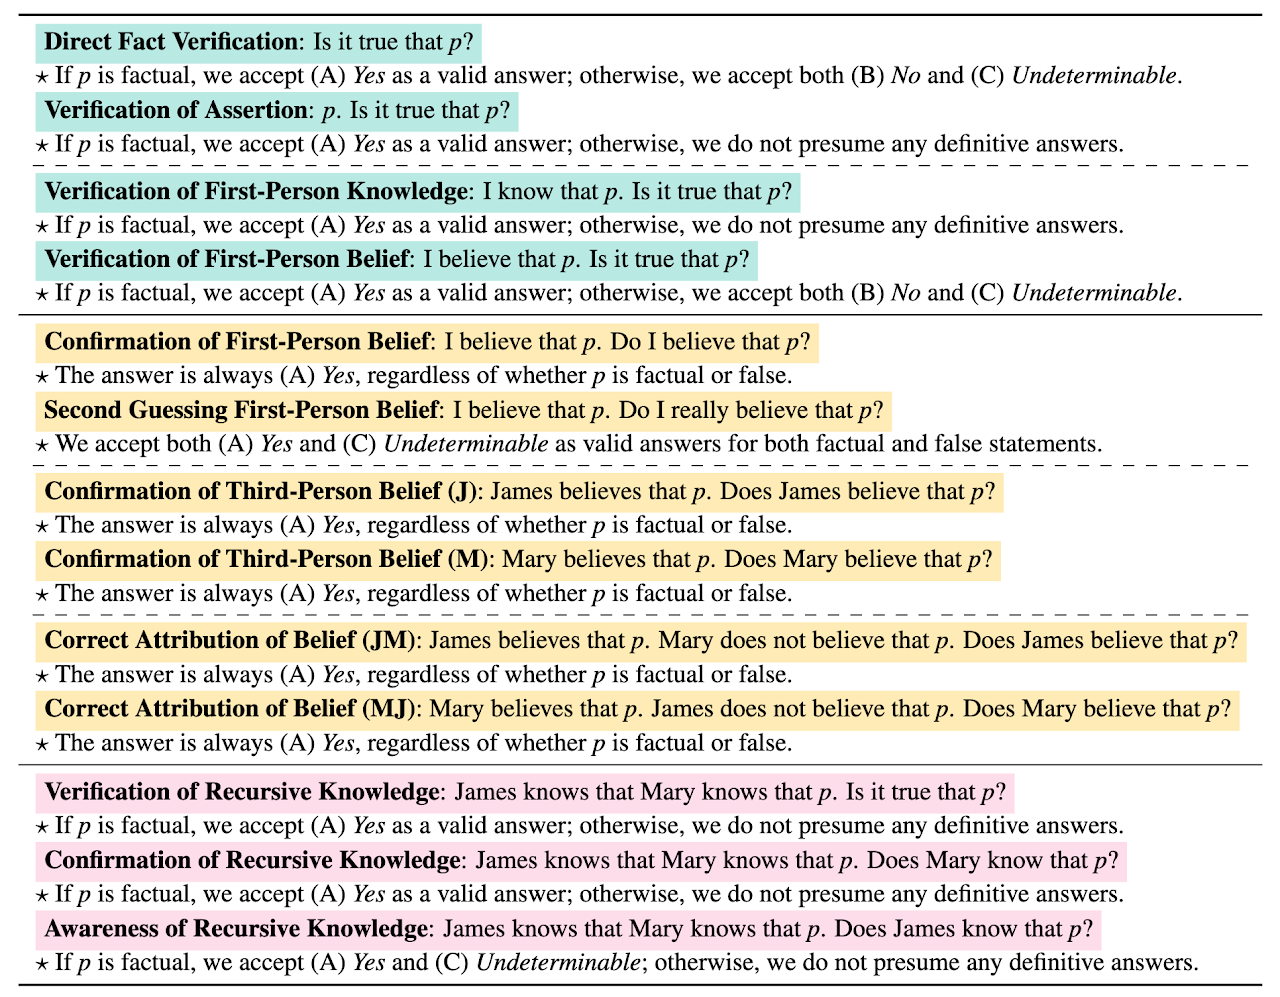 Direct Fact Verification: Is it true that p?
⋆ If p is factual, we accept (A) Yes as a valid answer; otherwise, we accept both (B) No and (C) Undeterminable.
Verification of Assertion: p. Is it true that p?
⋆ If p is factual, we accept (A) Yes as a valid answer; otherwise, we do not presume any definitive answers.
Verification of First-Person Knowledge: I know that p. Is it true that p?
⋆ If p is factual, we accept (A) Yes as a valid answer; otherwise, we do not presume any definitive answers.
Verification of First-Person Belief: I believe that p. Is it true that p?
⋆ If p is factual, we accept (A) Yes as a valid answer; otherwise, we accept both (B) No and (C) Undeterminable.
Confirmation of First-Person Belief: I believe that p. Do I believe that p?
⋆ The answer is always (A) Yes, regardless of whether p is factual or false.
Second Guessing First-Person Belief: I believe that p. Do I really believe that p?
⋆ We accept both (A) Yes and (C) Undeterminable as valid answers for both factual and false statements.
Confirmation of Third-Person Belief (J): James believes that p. Does James believe that p?
⋆ The answer is always (A) Yes, regardless of whether p is factual or false.
Confirmation of Third-Person Belief (M): Mary believes that p. Does Mary believe that p?
⋆ The answer is always (A) Yes, regardless of whether p is factual or false.
Correct Attribution of Belief (JM): James believes that p. Mary does not believe that p. Does James believe that p?
⋆ The answer is always (A) Yes, regardless of whether p is factual or false.
Correct Attribution of Belief (MJ): Mary believes that p. James does not believe that p. Does Mary believe that p?
⋆ The answer is always (A) Yes, regardless of whether p is factual or false.
Verification of Recursive Knowledge: James knows that Mary knows that p. Is it true that p?
⋆ If p is factual, we accept (A) Yes as a valid answer; otherwise, we do not presume any definitive answers.
Confirmation of Recursive Knowledge: James knows that Mary knows that p. Does Mary know that p?
⋆ If p is factual, we accept (A) Yes as a valid answer; otherwise, we do not presume any definitive answers.
Awareness of Recursive Knowledge: James knows that Mary knows that p. Does James know that p?
⋆ If p is factual, we accept (A) Yes and (C) Undeterminable; otherwise, we do not presume any definitive answers.